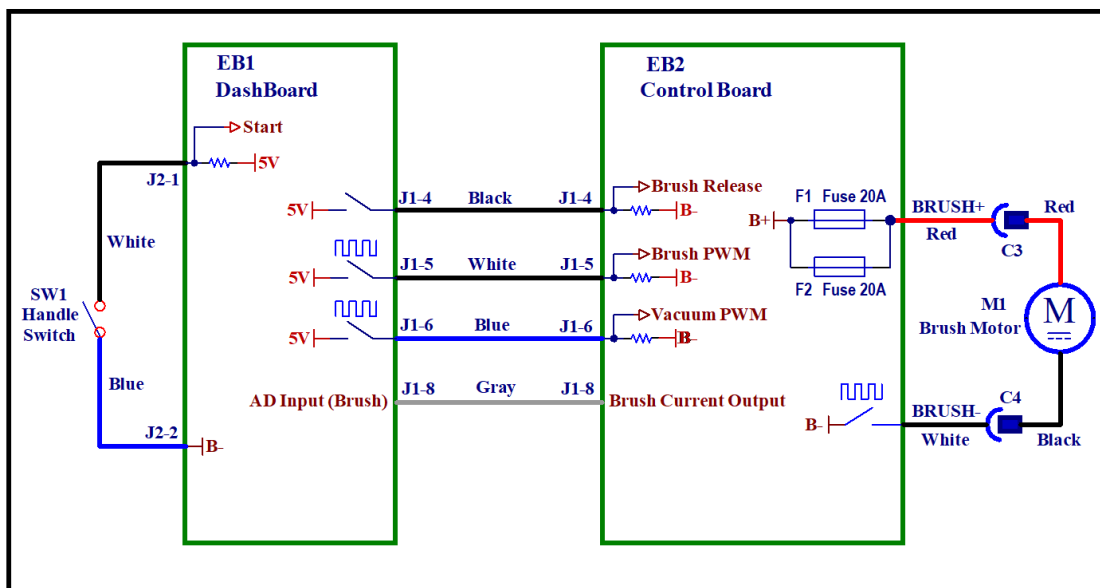 EB1
DashBoard
Start
5V
J2-1
White
SW1
Handle
Switch
Blue
J2-2
B-
5V
J1-4
Black
J1-4
Brush Release
B-
5V
J1-5
White
J1-5
Brush PWM
B-
5V
J1-6
Blue
J1-6
Vacuum PWM
B-
AD Input (Brush)
J1-8
Gray
J1-8
Brush Current Output
EB2
Control Board
F1 Fuse 20A
B+
F2 Fuse 20A
BRUSH+
Red
C3
Red
M1
Brush Motor
M
B-
BRUSH-
White
C4
Black